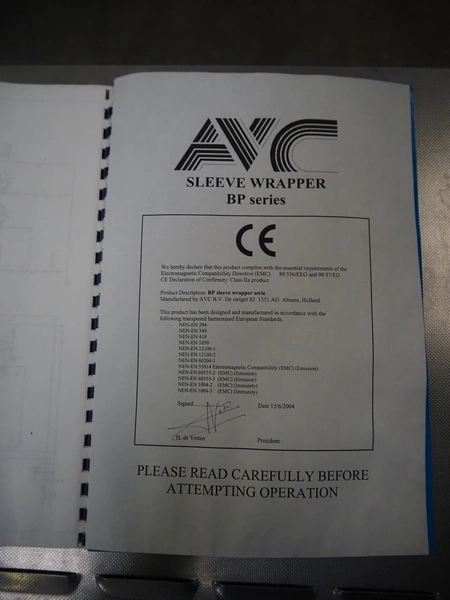 AVC
SLEEVE WRAPPER
BP series
CE
We hereby declare that this product complies with the essential requirements of the
Electromagnetic Compatibility Directive (EMC) 89/336/EEG and 98/37/EG
CE Declaration of Confirmity: Class IIa product
Product Description: BP sleeve wrapper serie
Manufactured by AVC B.V. De steiger 82 1351 AG Almere, Holland
This product has been designed and manufactured in accordance with the
following transposed harmonised European Standards.
NEN-EN 294
NEN-EN 349
NEN-EN 418
NEN-EN 1050
NEN-EN 12100-1
NEN-EN 12100-2
NEN-EN 60204-1
NEN-EN 55014 Electromagnetic Compatibility (EMC) (Emission)
NEN-EN 60555-2 (EMC) (Emission)
NEN-EN 60555-3 (EMC) (Emission)
NEN-EN 1004-2 (EMC) (Immunity)
NEN-EN 1004-3 (EMC) (Immunity)
Signed Date 15/6/2004
H. de Vetten President
PLEASE READ CAREFULLY BEFORE
ATTEMPTING OPERATION